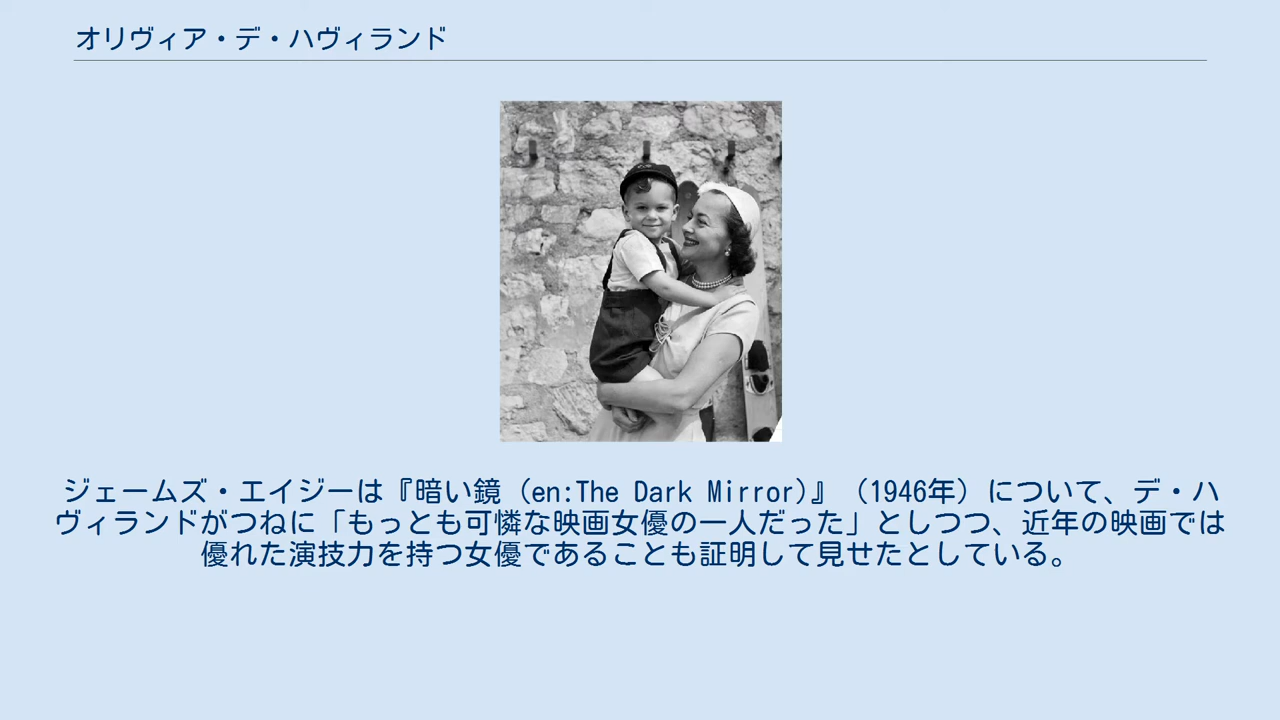 オリヴィア・デ・ハヴィランド
ジェームズ・エイジーは『暗い鏡（en:The Dark Mirror)』（1946年）について、デ・ハ
ヴィランドがつねに「もっとも可憐な映画女優の一人だった」としつつ、近年の映画では
優れた演技力を持つ女優であることも証明して見せたとしている。